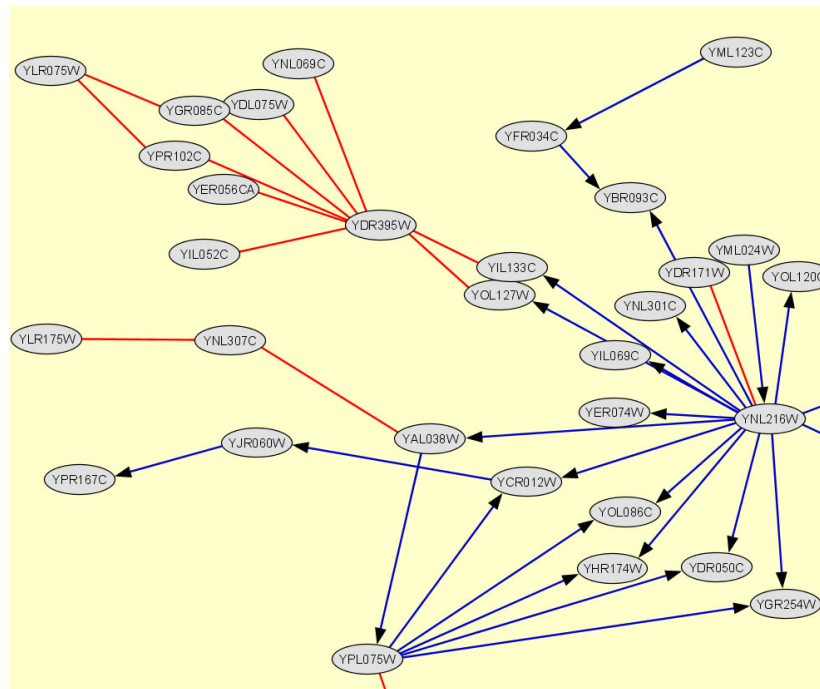 YML123C
YNL069C
YLR075W
YDL075W
YGR085C
YFR034C
YPR102C
YER056CA
YBR093C
YDR395W
YML024W
YIL052C
YIL133C
YDR171W
YOL120C
YOL127W
YNL301C
YLR175W
YNL307C
YIL069C
YER074W
YNL216W
YAL038W
YJR060W
YPR167C
YCR012W
YOL086C
YHR174W
YDR050C
YGR254W
YPL075W